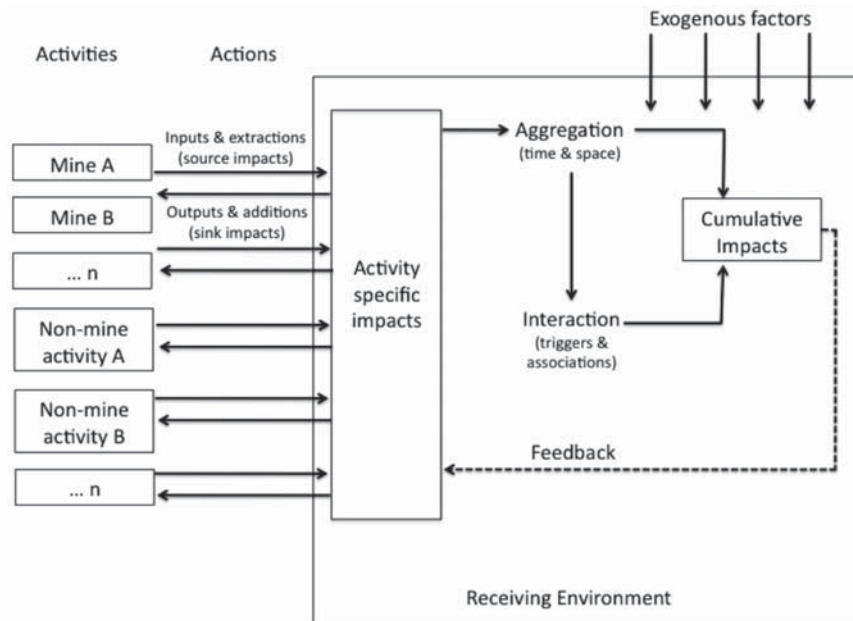 Exogenous factors
Activities
Actions
Inputs & extractions
(source impacts)
Mine A
Mine B
Outputs & additions
(sink impacts)
... n
Non-mine
activity A
Non-mine
activity B
... n
Activity
specific
impacts
Aggregation
(time & space)
Cumulative
Impacts
Interaction
(triggers &
associations)
Feedback
Receiving Environment